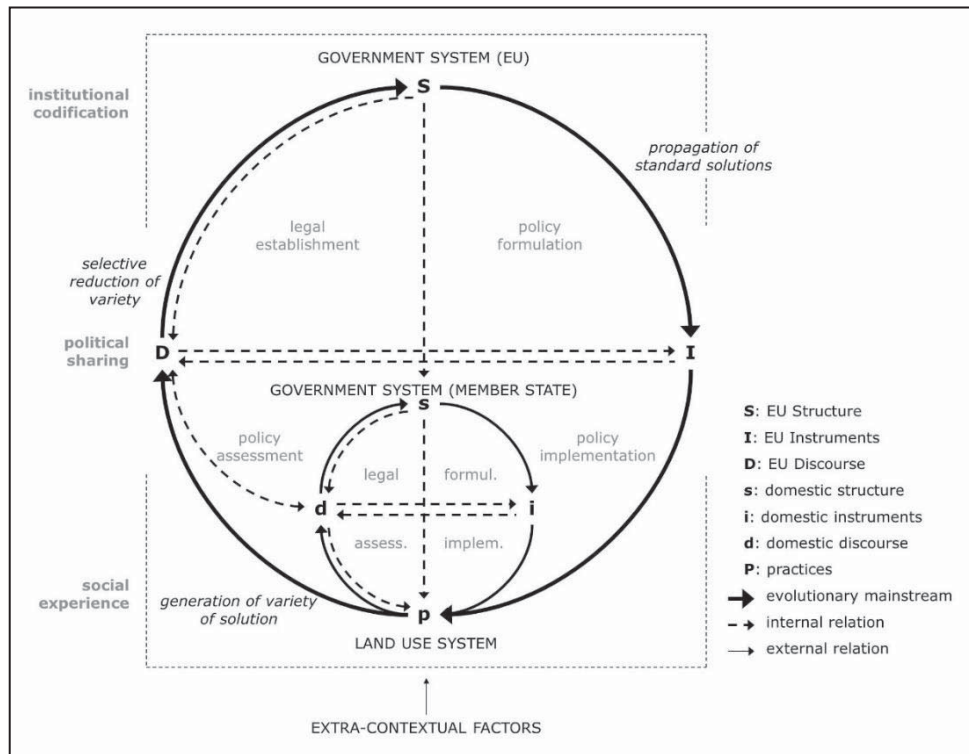 GOVERNMENT SYSTEM (EU)
S
institutional
codification
propagation of
standard solutions
legal
establishment
policy
formulation
selective
reduction of
variety
political
sharing
D
I
GOVERNMENT SYSTEM (MEMBER STATE)
s
policy
assessment
policy
implementation
legal
formul.
d
i
assess.
implem.
social
experience
generation of variety
of solution
p
LAND USE SYSTEM
EXTRA-CONTEXTUAL FACTORS
S: EU Structure
I: EU Instruments
D: EU Discourse
s: domestic structure
i: domestic instruments
d: domestic discourse
P: practices
evolutionary mainstream
internal relation
external relation